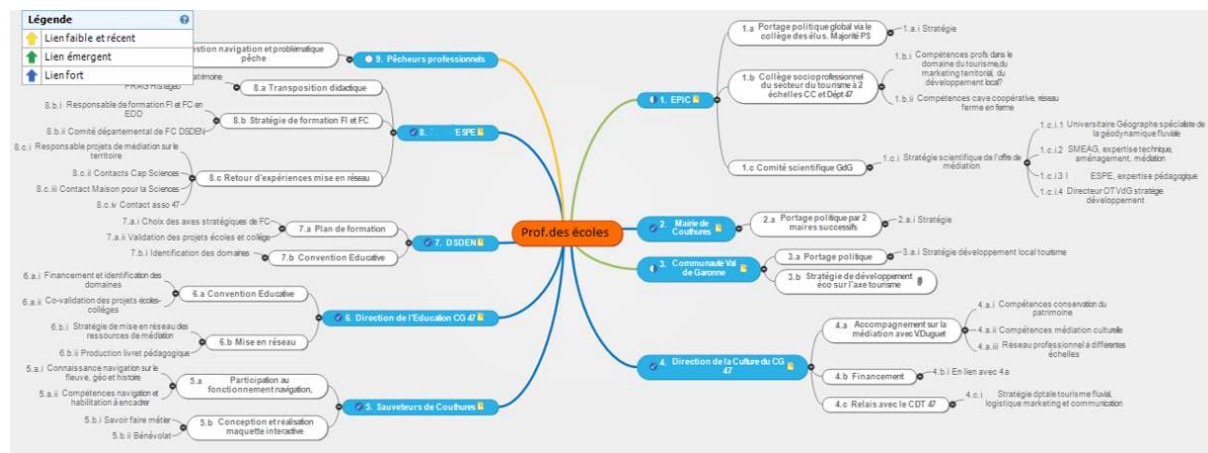 Légende
Lien faible et récent
Lien émergent
Lien fort
Prof.des écoles
1. EPIC
1.a Portage politique global via le
collège des élus. Majorité PS
1.a.i Stratégie
1.b Collège socioprofessionnel
du secteur du tourisme à 2
échelles CC et Dépt 47
1.b.i Compétences profs dans le
domaine du tourisme,du
marketing territorial, du
développement local?
1.b.ii Compétences cave coopérative, réseau
ferme en ferme
1.c Comité scientifique GdG
1.c.i Stratégie scientifique de l'offre de
médiation
1.c.i.1 Universitaire Géographe spécialiste de
la géodynamique fluviale
1.c.i.2 SMEAG, expertise technique,
aménagement, médiation
1.c.i.3 ESPE, expertise pédagogique
1.c.i.4 Directeur OTVdG stratégie
développement
2. Mairie de
Couthures
2.a Portage politique par 2
maires successifs
2.a.i Stratégie
3. Communauté Val
de Garonne
3.a Portage politique
3.a.i Stratégie développement local tourisme
3.b Stratégie de développement
éco sur l'axe tourisme
4. Direction de la Culture du CG
47
4.a Accompagnement sur la
médiation avec V.Duguet
4.a.i Compétences conservation du
patrimoine
4.a.ii Compétences médiation culturelle
4.a.iii Réseau professionnel à différentes
échelles
4.b Financement
4.b.i En lien avec 4.a
4.c Relais avec le CDT 47
4.c.i Stratégie dptale tourisme fluvial,
logistique marketing et communication
5. Sauveteurs de Couthures
5.a Participation au
fonctionnement navigation,
5.a.i Connaissance navigation sur le
fleuve, géo et histoire
5.a.ii Compétences navigation et
habilitation à encadrer
5.b Conception et réalisation
maquette interactive
5.b.i Savoir faire métier
5.b.ii Bénévolat
6. Direction de l'Education CG 47
6.a Convention Educative
6.a.i Financement et identification des
domaines
6.a.ii Co-validation des projets écoles-
collèges
6.b Mise en réseau
6.b.i Stratégie de mise en réseau des
ressources de médiation
6.b.ii Production livret pédagogique
7. DSDEN
7.a Plan de formation
7.a.i Choix des axes stratégiques de FC
7.a.ii Validation des projets écoles et collège
7.b Convention Educative
7.b.i Identification des domaines
8. ESPE
8.a Transposition didactique
8.b Stratégie de formation FI et FC
8.b.i Responsable de formation FI et FC en
EDD
8.b.ii Comité départemental de FC DSDEN
8.c Retour d'expériences mise en réseau
8.c.i Responsable projets de médiation sur le
territoire
8.c.ii Contacts Cap Sciences
8.c.iii Contact Maison pour la Sciences
8.c.iv Contact asso 47
9. Pêcheurs professionnels
navigation et problématique
pêche